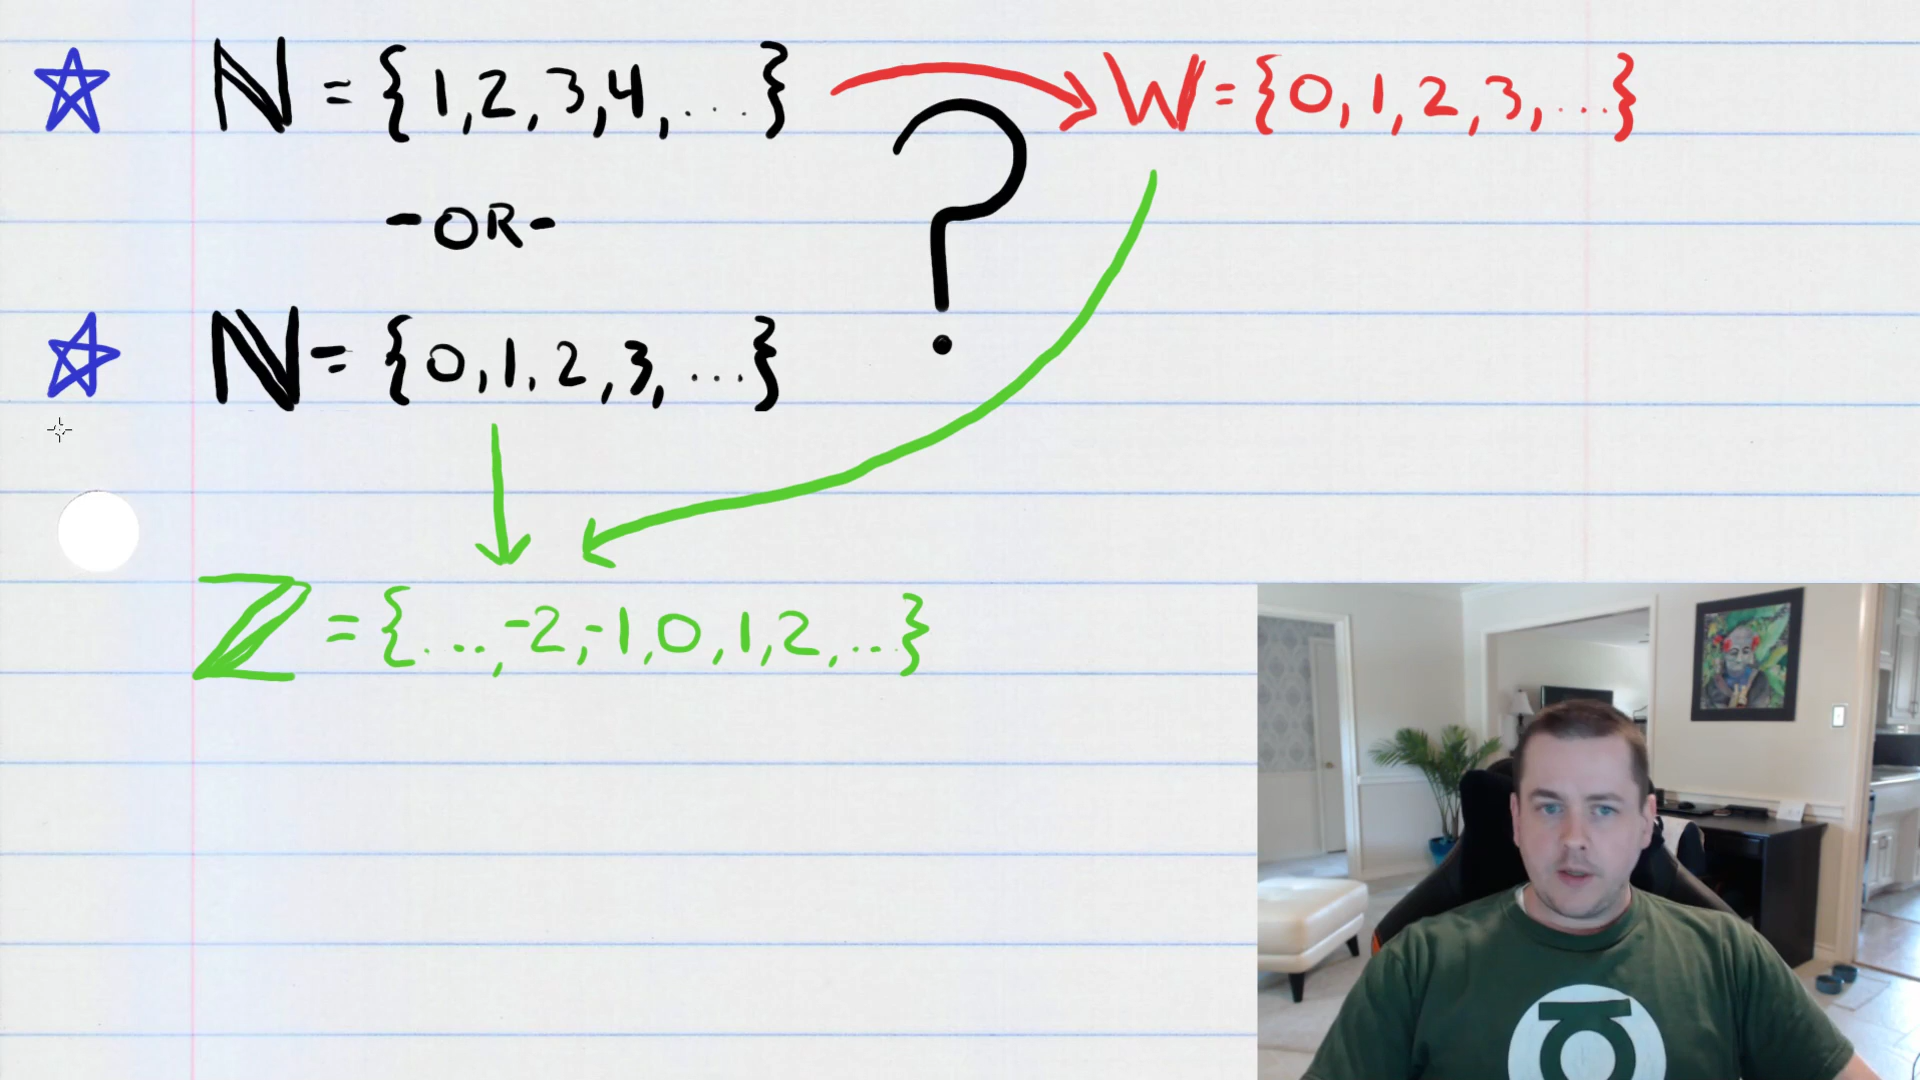 ℕ = {1,2,3,4,...} W={0,1,2,3,...}
-OR-
ℕ= {0,1,2,3,...}
ℤ ={...,-2,-1,0,1,2,...}